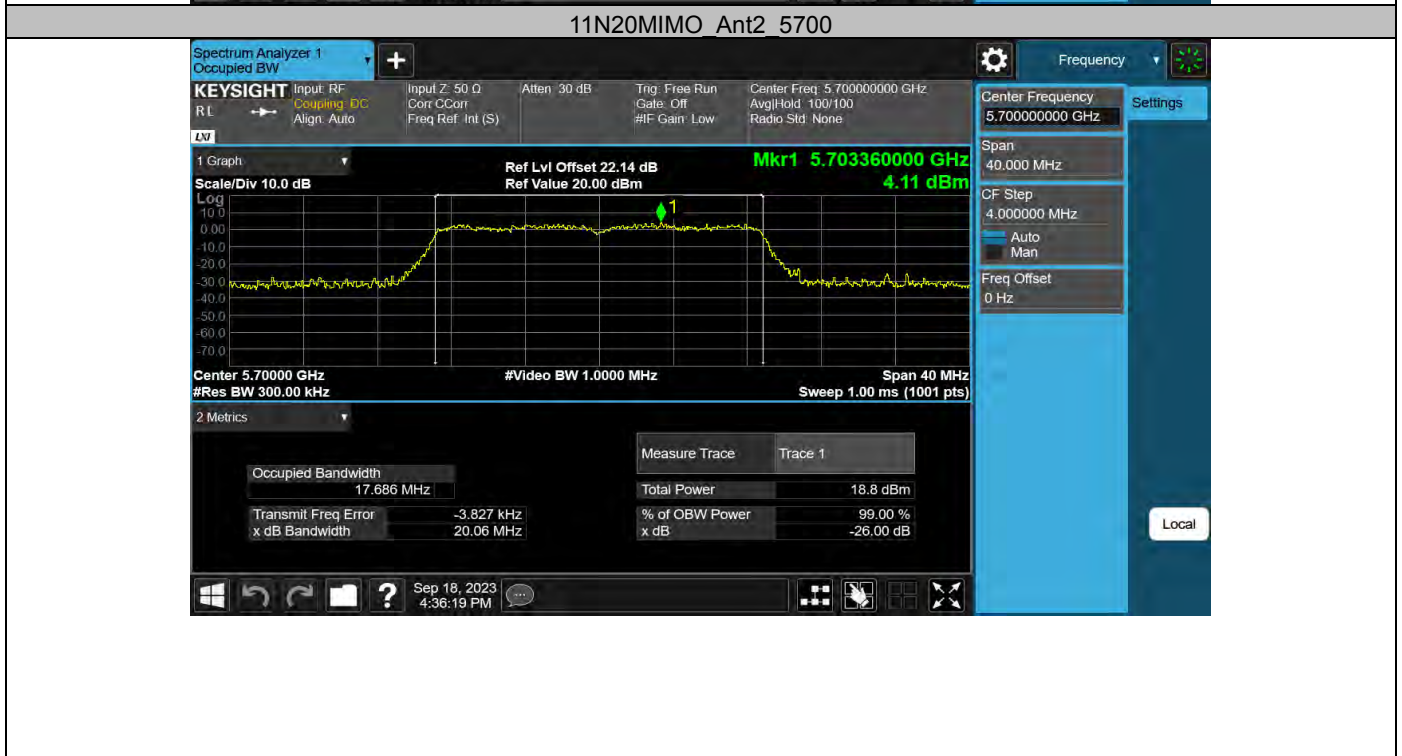 11N20MIMO_Ant2_5700
Spectrum Analyzer 1
Occupied BW
Frequency
KEYSIGHT Input: RF Input Z: 50 Ω Atten: 30 dB Trig: Free Run Center Freq: 5.700000000 GHz
Coupling: DC Corr CCorr Gate: Off Avg|Hold: 100/100
RL Align: Auto Freq Ref: Int (S) #IF Gain: Low Radio Std: None
LXI
Center Frequency
5.700000000 GHz
Settings
Span
40.000 MHz
CF Step
4.000000 MHz
Auto
Man
Freq Offset
0 Hz
1 Graph
Ref Lvl Offset 22.14 dB
Mkr1 5.703360000 GHz
Scale/Div 10.0 dB
Ref Value 20.00 dBm
4.11 dBm
Log
10.0
0.00
-10.0
-20.0
-30.0
-40.0
-50.0
-60.0
-70.0
1
Center 5.70000 GHz #Video BW 1.0000 MHz Span 40 MHz
#Res BW 300.00 kHz Sweep 1.00 ms (1001 pts)
2 Metrics
Measure Trace Trace 1
Occupied Bandwidth
17.686 MHz
Total Power 18.8 dBm
Transmit Freq Error -3.827 kHz
% of OBW Power 99.00 %
x dB Bandwidth 20.06 MHz
x dB -26.00 dB
Local
Sep 18, 2023
4:36:19 PM